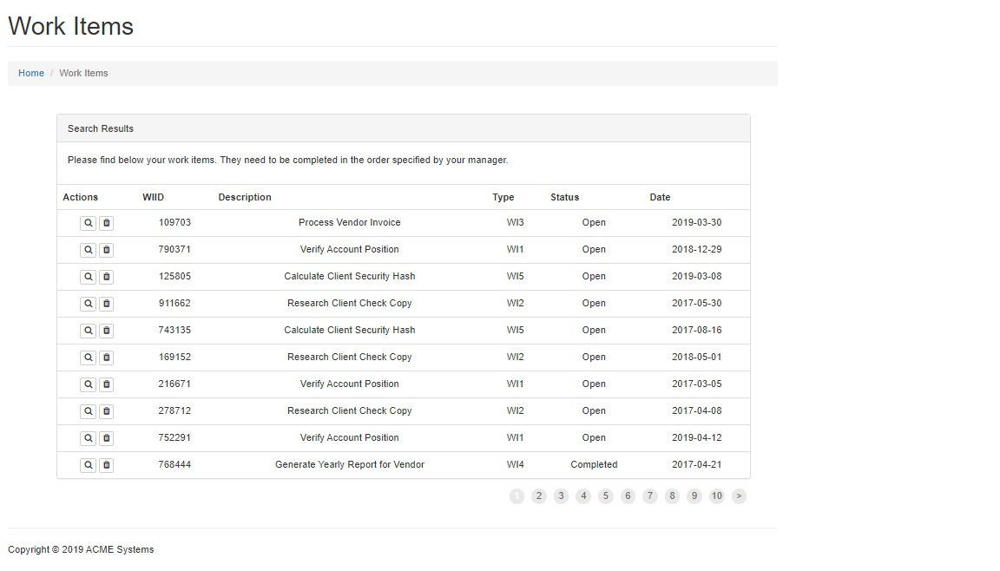 Work Items
Home / Work Items
Search Results
Please find below your work items. They need to be completed in the order specified by your manager.
Actions WIID Description Type Status Date
109703 Process Vendor Invoice WI3 Open 2019-03-30
790371 Verify Account Position WI1 Open 2018-12-29
125805 Calculate Client Security Hash WI5 Open 2019-03-08
911662 Research Client Check Copy WI2 Open 2017-05-30
743135 Calculate Client Security Hash WI5 Open 2017-08-16
169152 Research Client Check Copy WI2 Open 2018-05-01
216671 Verify Account Position WI1 Open 2017-03-05
278712 Research Client Check Copy WI2 Open 2017-04-08
752291 Verify Account Position WI1 Open 2019-04-12
768444 Generate Yearly Report for Vendor WI4 Completed 2017-04-21
1 2 3 4 5 6 7 8 9 10 >
Copyright © 2019 ACME Systems